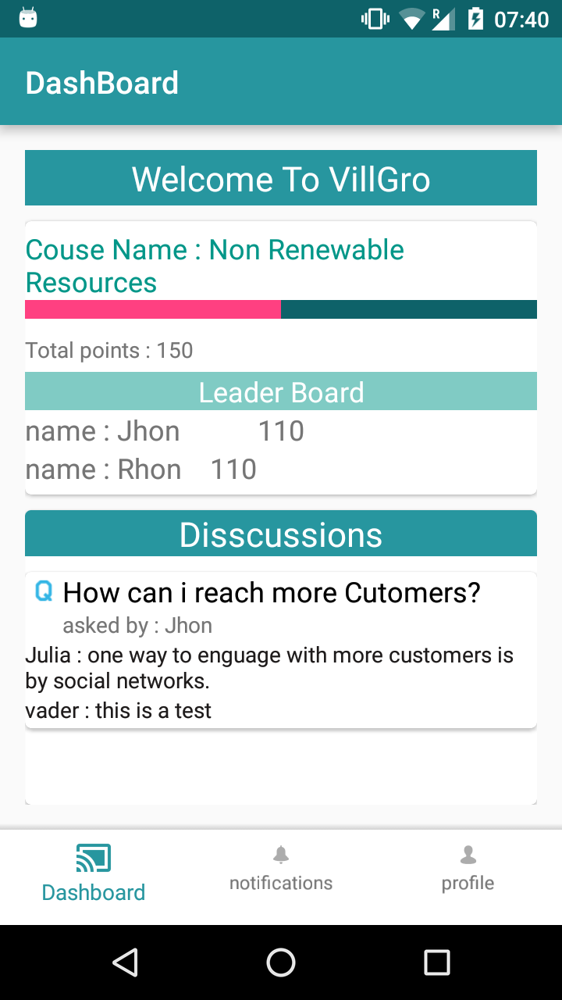 R
07:40
DashBoard
Welcome To VillGro
Couse Name : Non Renewable
Resources
Total points : 150
Leader Board
name : Jhon 110
name : Rhon 110
Disscussions
Q How can i reach more Cutomers?
asked by : Jhon
Julia : one way to enguage with more customers is
by social networks.
vader : this is a test
Dashboard
notifications
profile